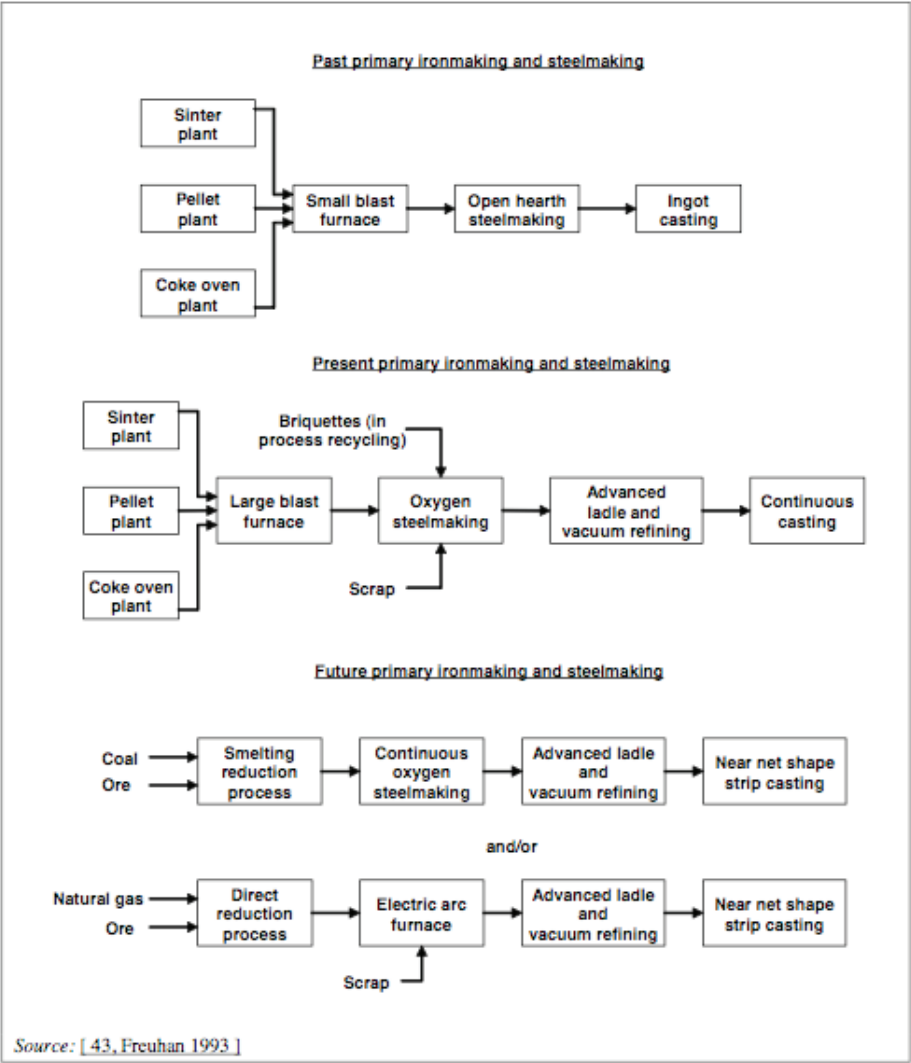 Past primary ironmaking and steelmaking
Sinter
plant
Pellet
plant
Coke oven
plant
Small blast
furnace
Open hearth
steelmaking
Ingot
casting
Present primary ironmaking and steelmaking
Sinter
plant
Pellet
plant
Coke oven
plant
Large blast
furnace
Briquettes (in
process recycling)
Oxygen
steelmaking
Scrap
Advanced
ladle and
vacuum refining
Continuous
casting
Future primary ironmaking and steelmaking
Coal
Ore
Smelting
reduction
process
Continuous
oxygen
steelmaking
Advanced ladle
and
vacuum refining
Near net shape
strip casting
and/or
Natural gas
Ore
Direct
reduction
process
Electric arc
furnace
Scrap
Advanced ladle
and
vacuum refining
Near net shape
strip casting
Source: [ 43, Freuhan 1993 ]